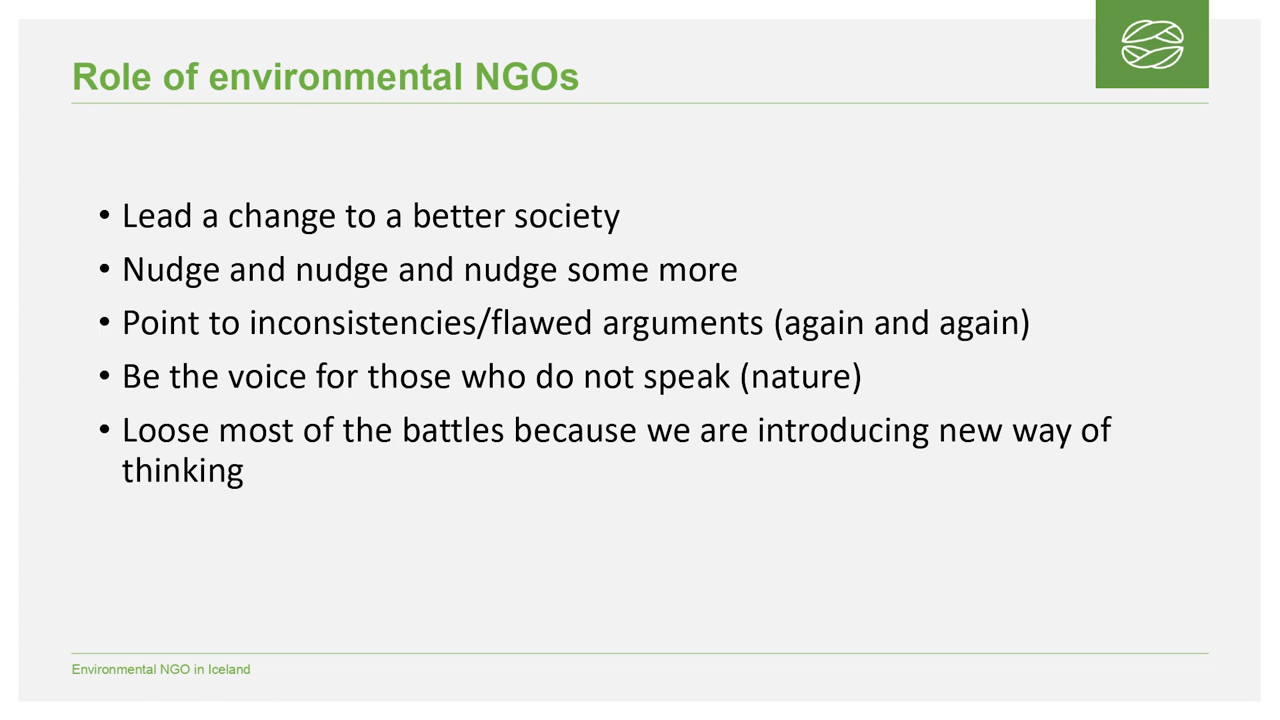 Role of environmental NGOs
• Lead a change to a better society
• Nudge and nudge and nudge some more
• Point to inconsistencies/flawed arguments (again and again)
• Be the voice for those who do not speak (nature)
• Loose most of the battles because we are introducing new way of
thinking
Environmental NGO in Iceland